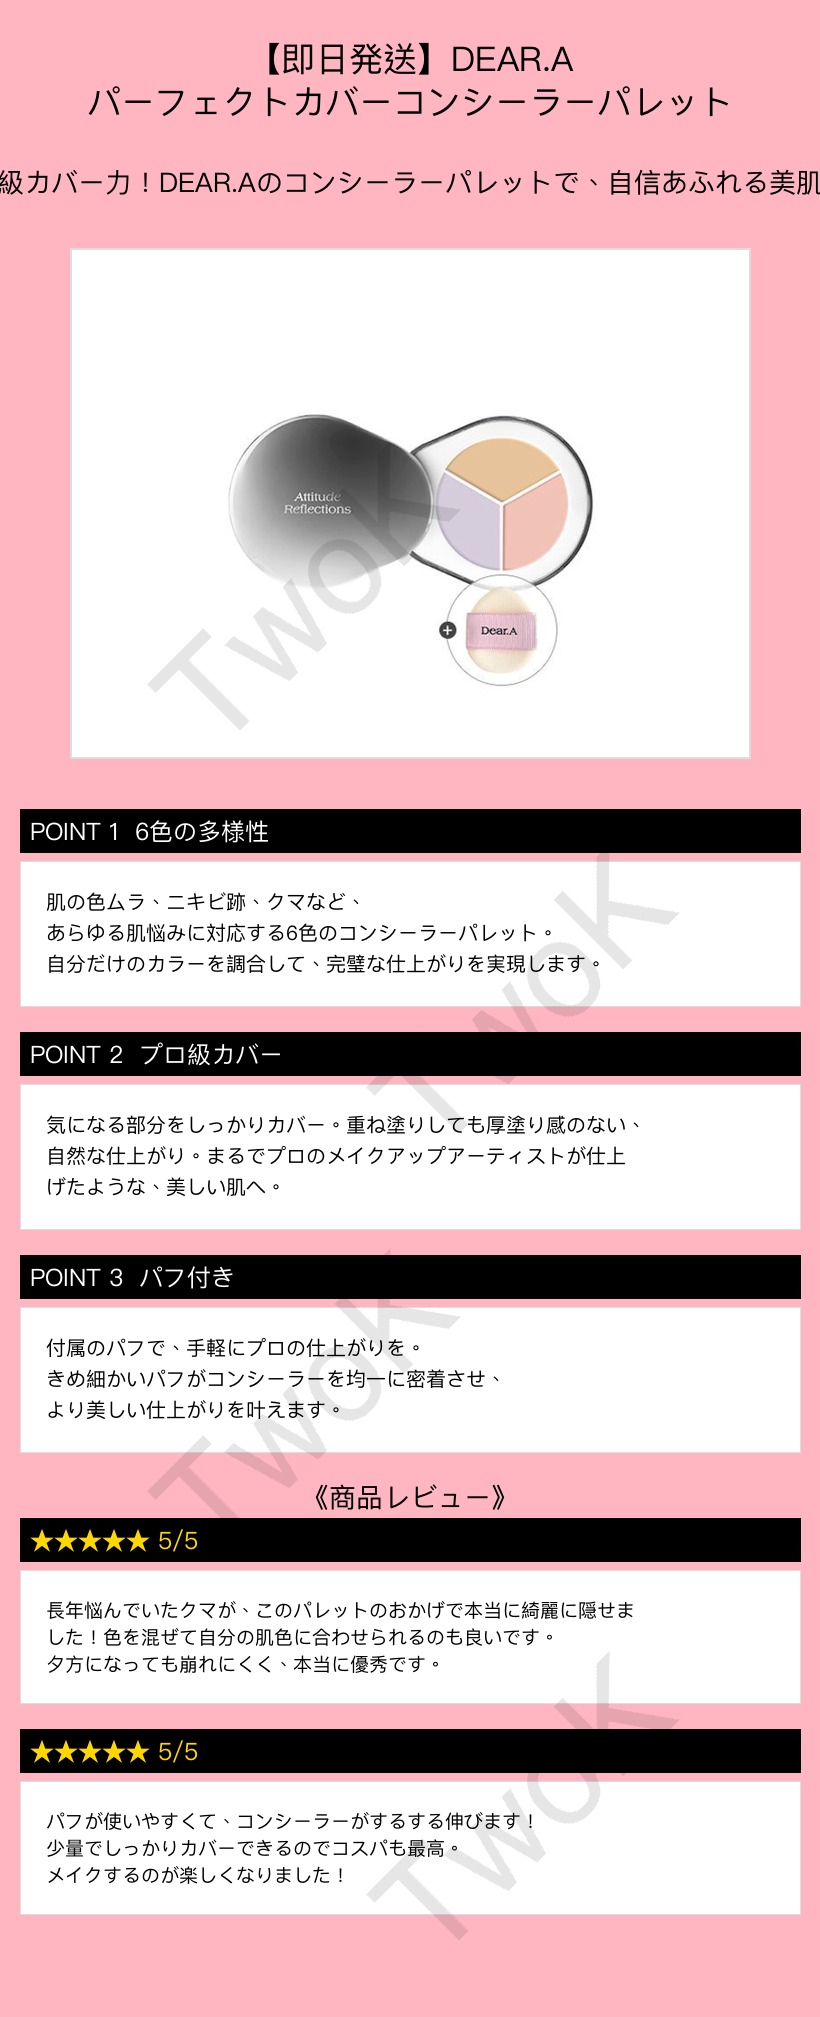 【即日発送】DEAR.A
パーフェクトカバーコンシーラーパレット
級カバー力！DEAR.Aのコンシーラーパレットで、自信あふれる美肌
Attitude
Reflections
Dear.A
TwoK
POINT 1 6色の多様性
肌の色ムラ、ニキビ跡、クマなど、
あらゆる肌悩みに対応する6色のコンシーラーパレット。
自分だけのカラーを調合して、完璧な仕上がりを実現します。
TwoK
POINT 2 プロ級カバー
気になる部分をしっかりカバー。重ね塗りしても厚塗り感のない、
自然な仕上がり。まるでプロのメイクアップアーティストが仕上
げたような、美しい肌へ。
POINT 3 パフ付き
付属のパフで、手軽にプロの仕上がりを。
きめ細かいパフがコンシーラーを均一に密着させ、
より美しい仕上がりを叶えます。
TwoK
《商品レビュー》
★★★★★ 5/5
長年悩んでいたクマが、このパレットのおかげで本当に綺麗に隠せま
した！色を混ぜて自分の肌色に合わせられるのも良いです。
夕方になっても崩れにくく、本当に優秀です。
★★★★★ 5/5
パフが使いやすくて、コンシーラーがするする伸びます！
少量でしっかりカバーできるのでコスパも最高。
メイクするのが楽しくなりました！
TwoK